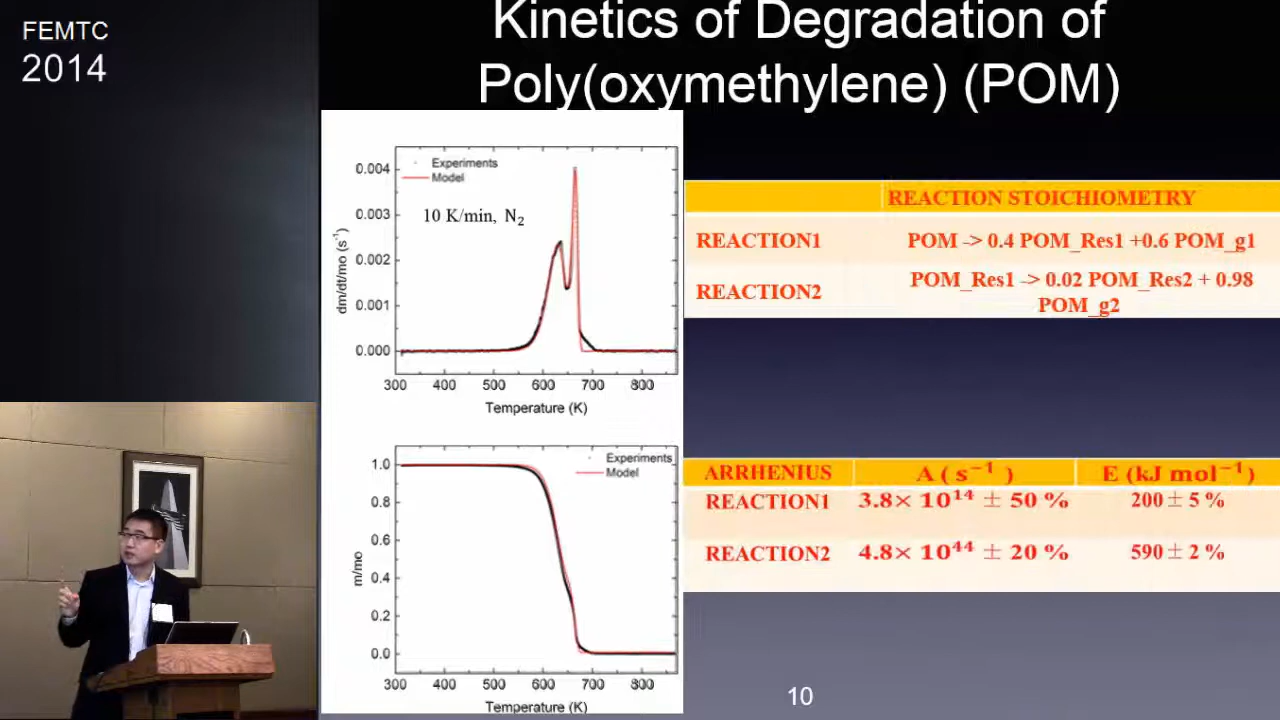 FEMTC
2014
Kinetics of Degradation of
Poly(oxymethylene) (POM)
Experiments
Model
10 K/min, N₂
0.004
0.003
0.002
0.001
0.000
dm/dt/mo (s⁻¹)
300 400 500 600 700 800
Temperature (K)
Experiments
Model
1.0
0.8
0.6
0.4
0.2
0.0
m/mo
300 400 500 600 700 800
Temperature (K)
REACTION STOICHIOMETRY
REACTION1 POM -> 0.4 POM_Res1 +0.6 POM_g1
REACTION2 POM_Res1 -> 0.02 POM_Res2 + 0.98
POM_g2
ARRHENIUS A ( s⁻¹ ) E (kJ mol⁻¹)
REACTION1 3.8× 10¹⁴ ± 50 % 200 ± 5 %
REACTION2 4.8× 10⁴⁴ ± 20 % 590 ± 2 %
10